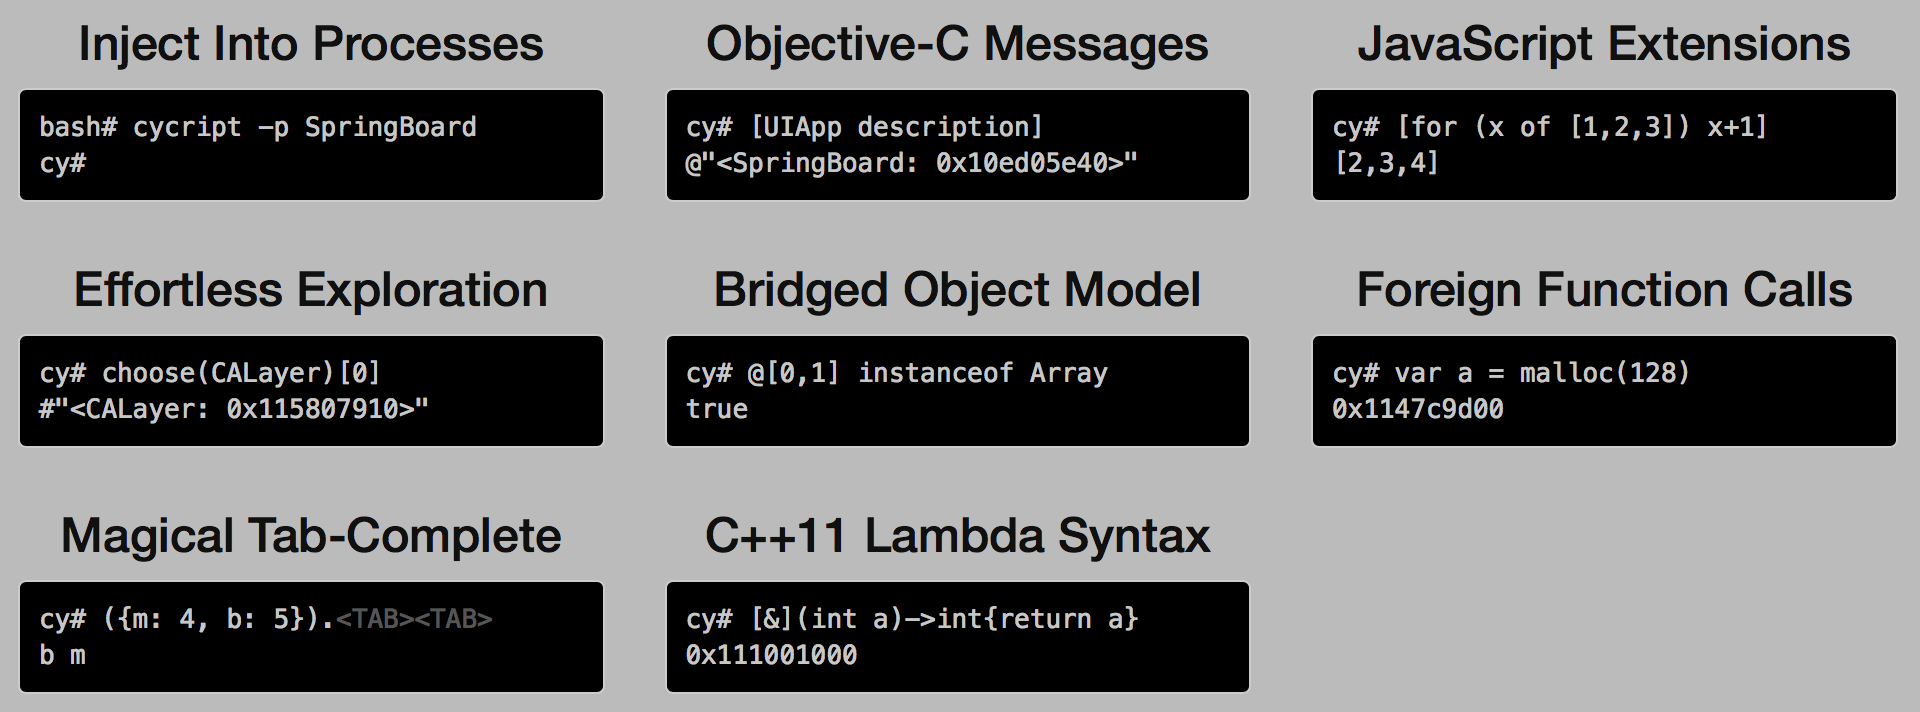 Inject Into Processes
bash# cycript -p SpringBoard
cy#
Objective-C Messages
cy# [UIApp description]
@"<SpringBoard: 0x10ed05e40>"
JavaScript Extensions
cy# [for (x of [1,2,3]) x+1]
[2,3,4]
Effortless Exploration
cy# choose(CALayer)[0]
#"<CALayer: 0x115807910>"
Bridged Object Model
cy# @[0,1] instanceof Array
true
Foreign Function Calls
cy# var a = malloc(128)
0x1147c9d00
Magical Tab-Complete
cy# ({m: 4, b: 5}).<TAB><TAB>
b m
C++11 Lambda Syntax
cy# [&](int a)->int{return a}
0x111001000